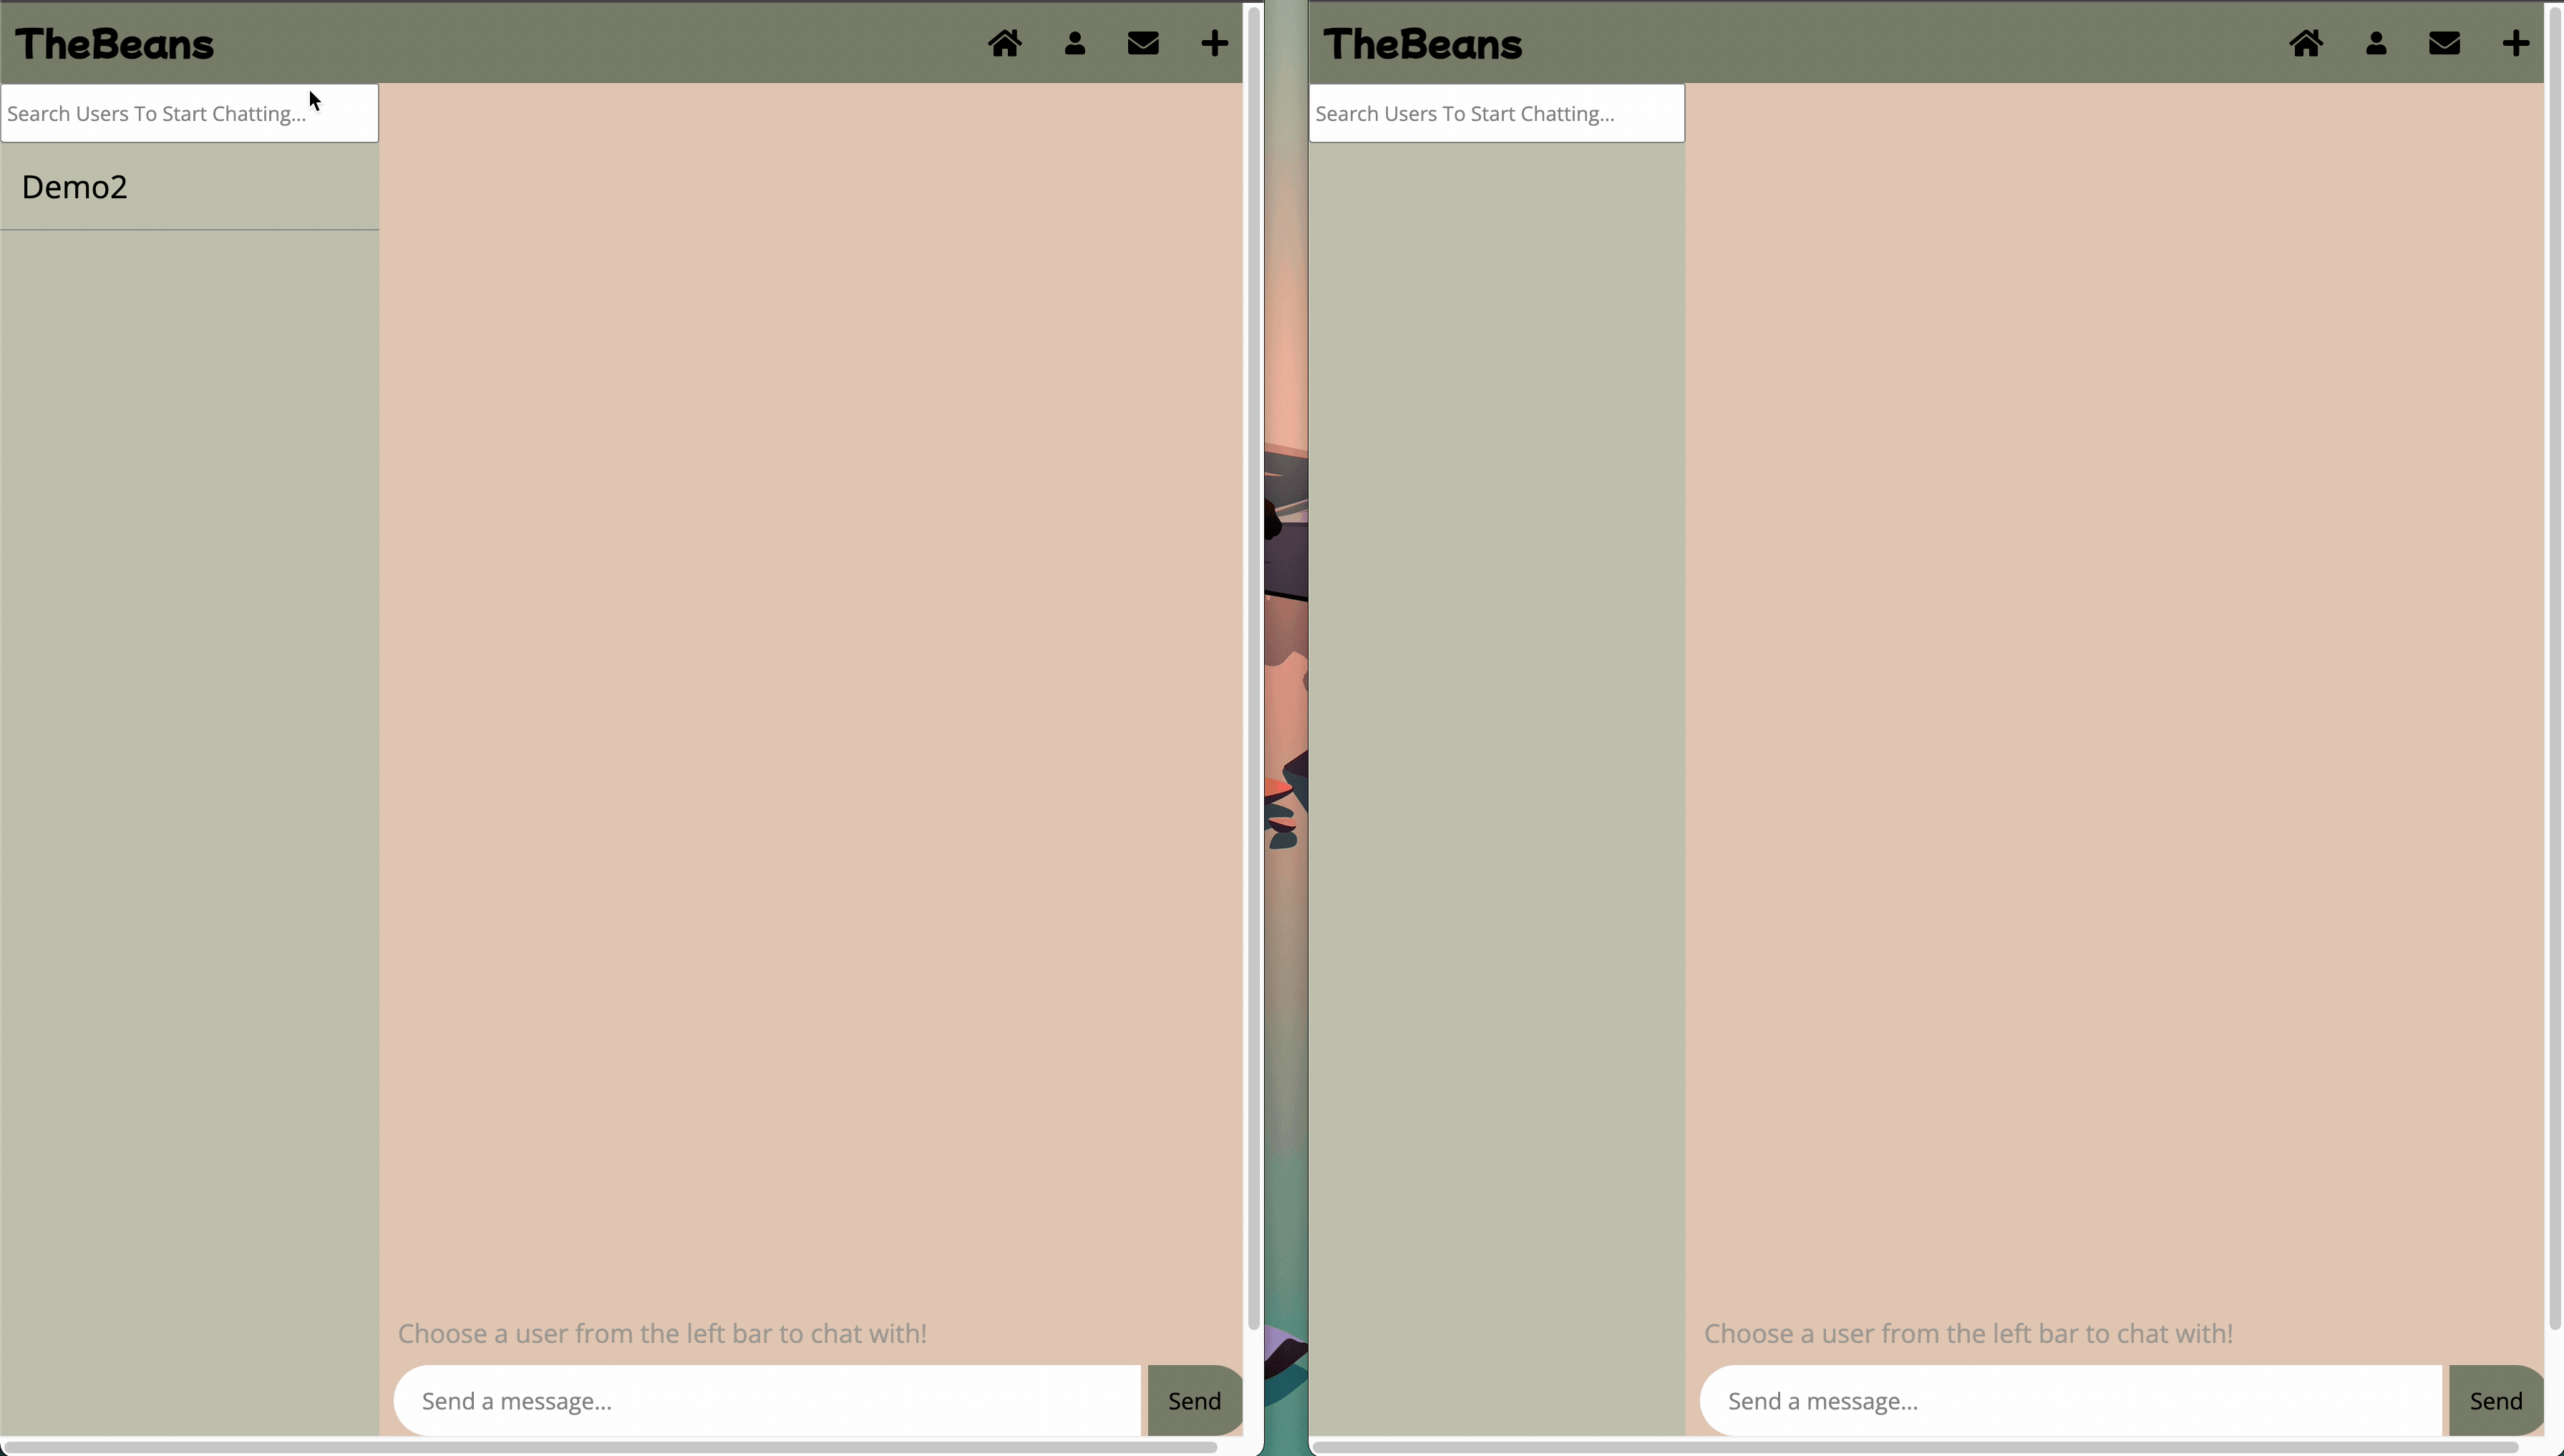 TheBeans
Search Users To Start Chatting...
Demo2
Choose a user from the left bar to chat with!
Send a message...
Send
TheBeans
Search Users To Start Chatting...
Choose a user from the left bar to chat with!
Send a message...
Send